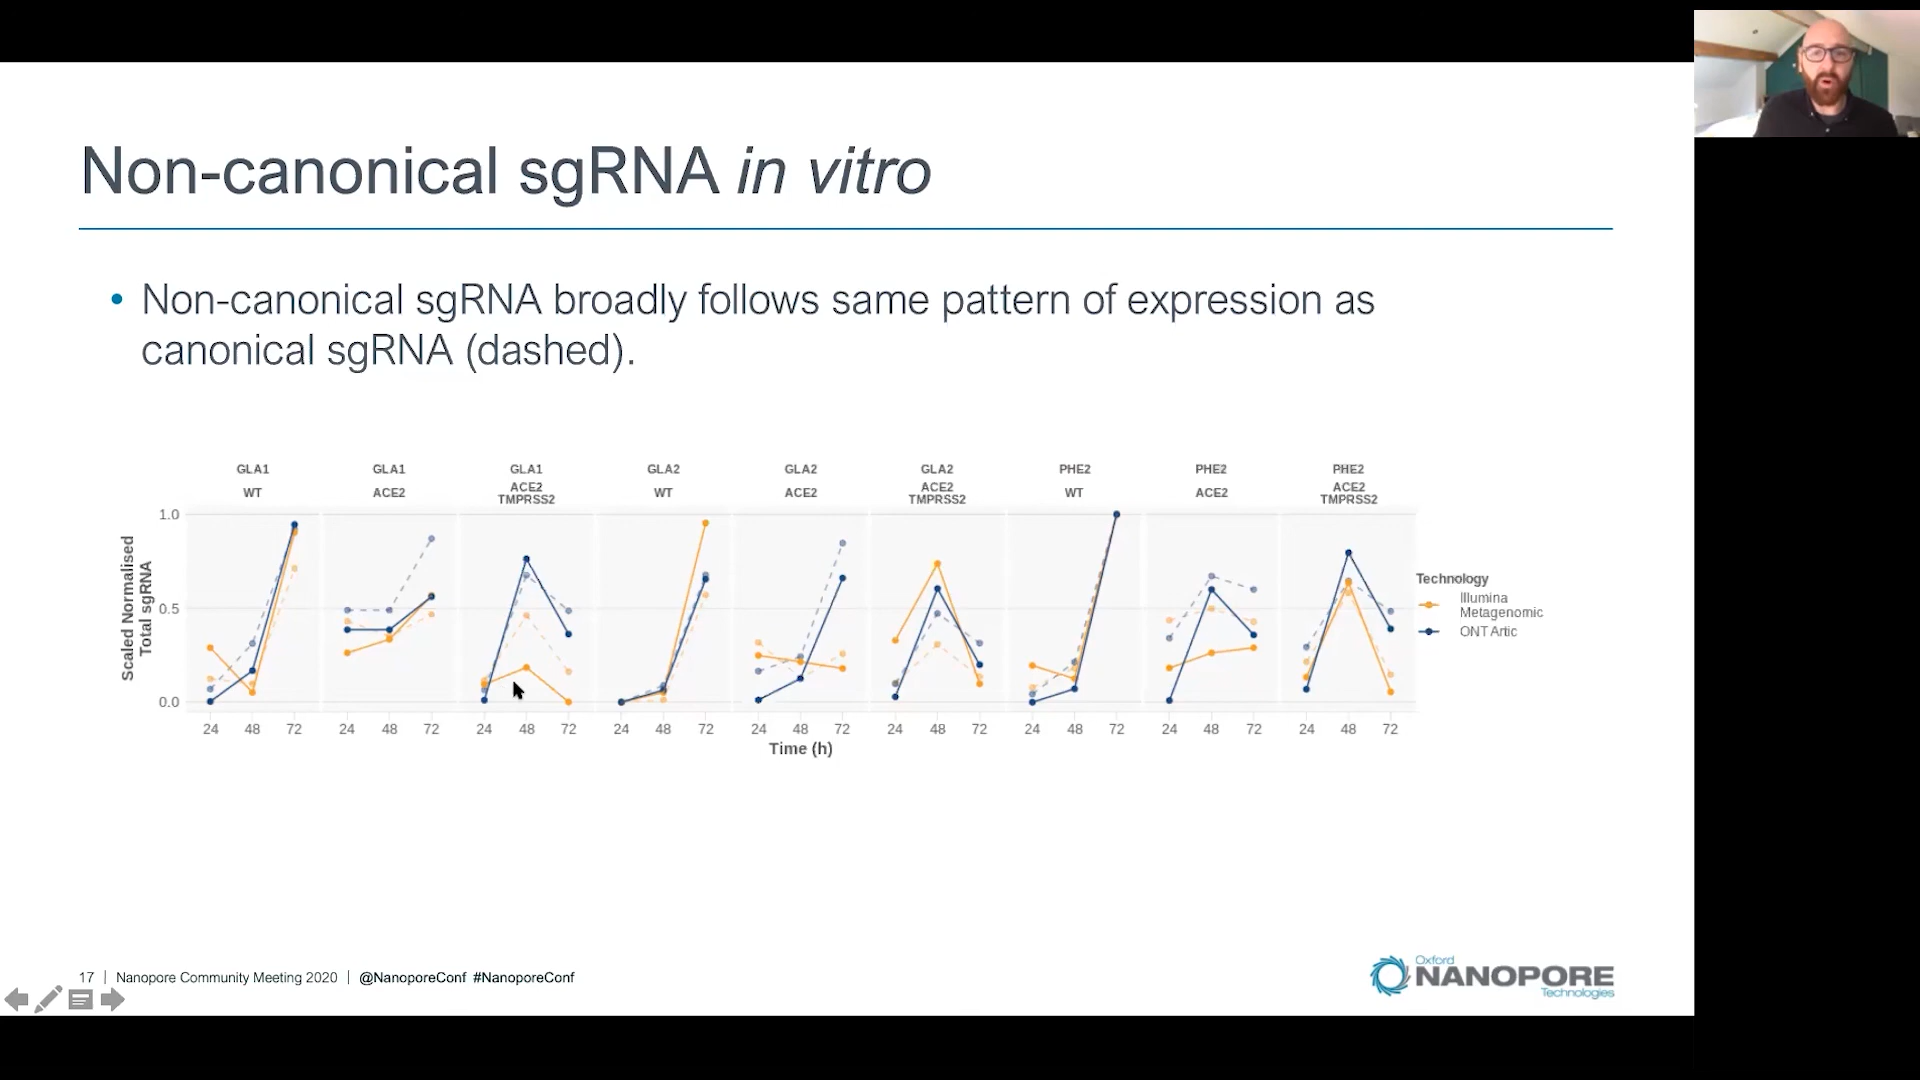 Non-canonical sgRNA in vitro
• Non-canonical sgRNA broadly follows same pattern of expression as
canonical sgRNA (dashed).
GLA1 GLA1 GLA1 GLA2 GLA2 GLA2 PHE2 PHE2 PHE2
WT ACE2 ACE2 TMPRSS2 WT ACE2 ACE2 TMPRSS2 WT ACE2 ACE2 TMPRSS2
Scaled Normalised
Total sgRNA
1.0
0.5
0.0
24 48 72 24 48 72 24 48 72 24 48 72 24 48 72 24 48 72 24 48 72 24 48 72 24 48 72
Time (h)
Technology
Illumina
Metagenomic
ONT Artic
17 | Nanopore Community Meeting 2020 | @NanoporeConf #NanoporeConf
Oxford
NANOPORE
Technologies